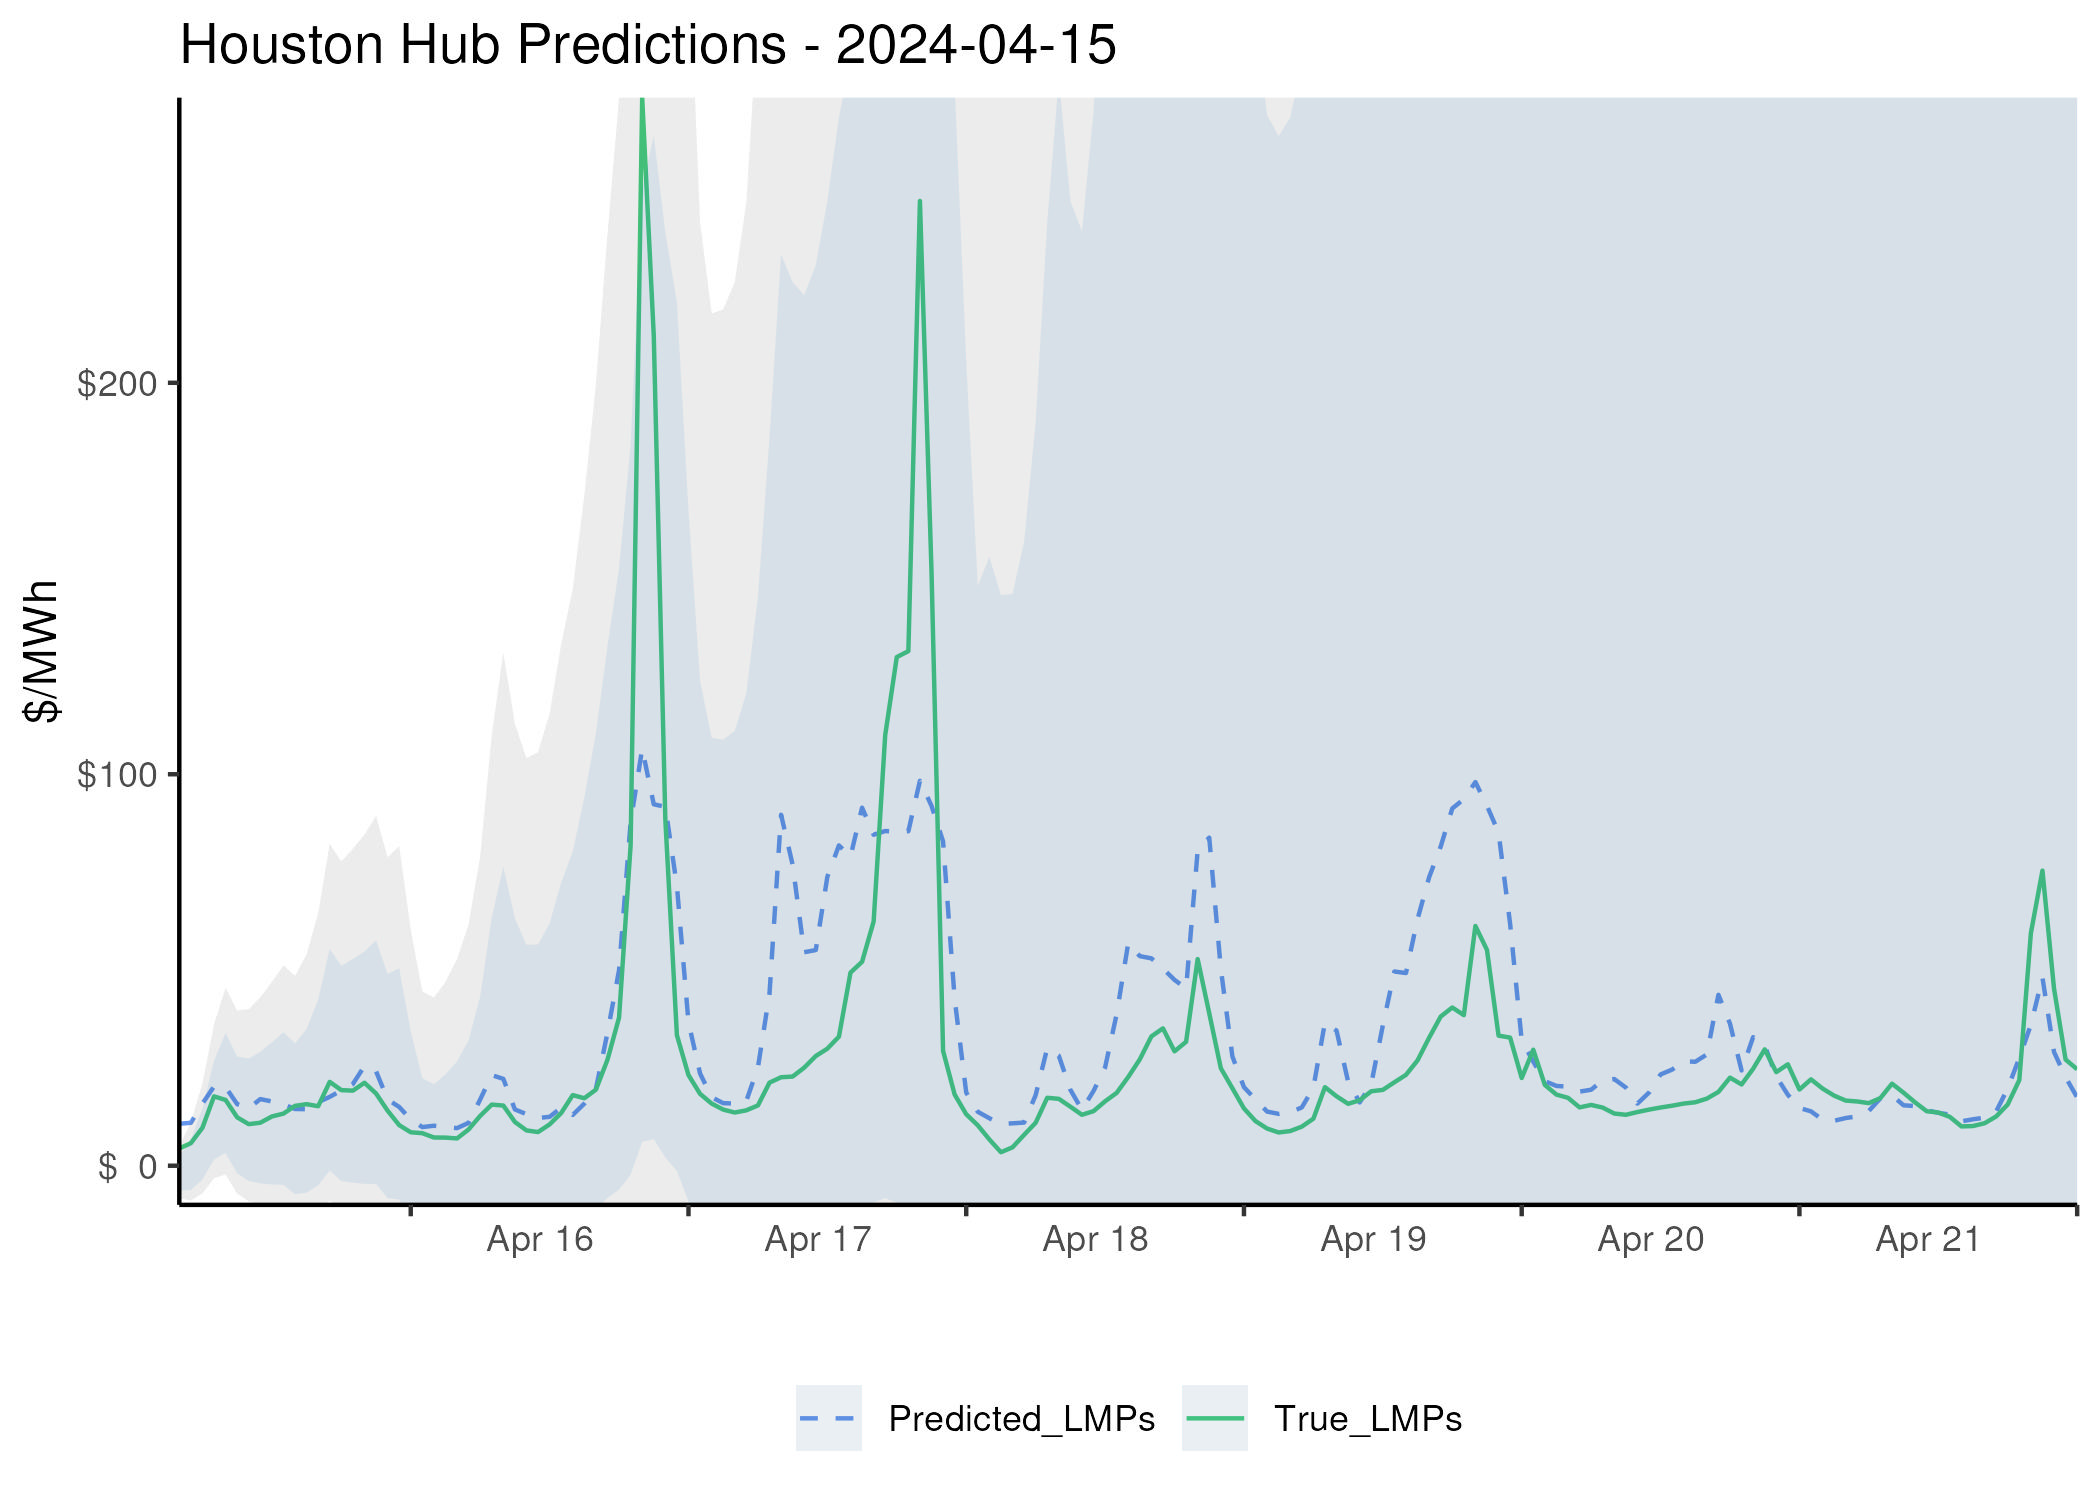 Houston Hub Predictions - 2024-04-15
$/MWh
$200
$100
$ 0
Apr 16 Apr 17 Apr 18 Apr 19 Apr 20 Apr 21
Predicted_LMPs True_LMPs